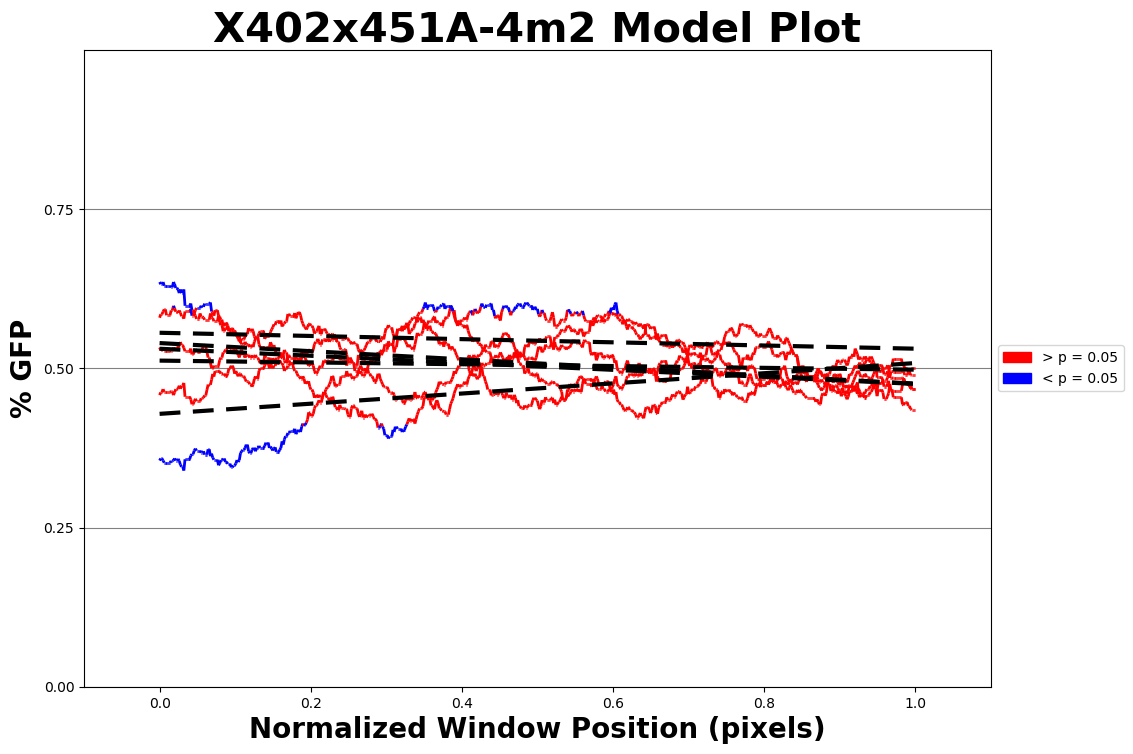 X402x451A-4m2 Model Plot
% GFP
0.75
0.50
0.25
0.00
0.0 0.2 0.4 0.6 0.8 1.0
Normalized Window Position (pixels)
> p = 0.05
< p = 0.05